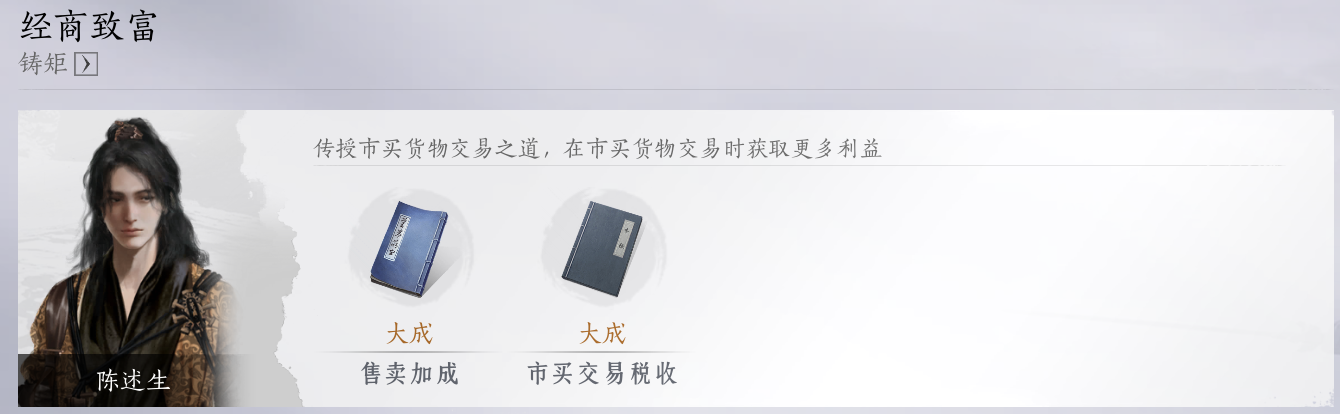 经商致富
铸矩
传授市买货物交易之道，在市买货物交易时获取更多利益
大成
售卖加成
大成
市买交易税收
陈述生